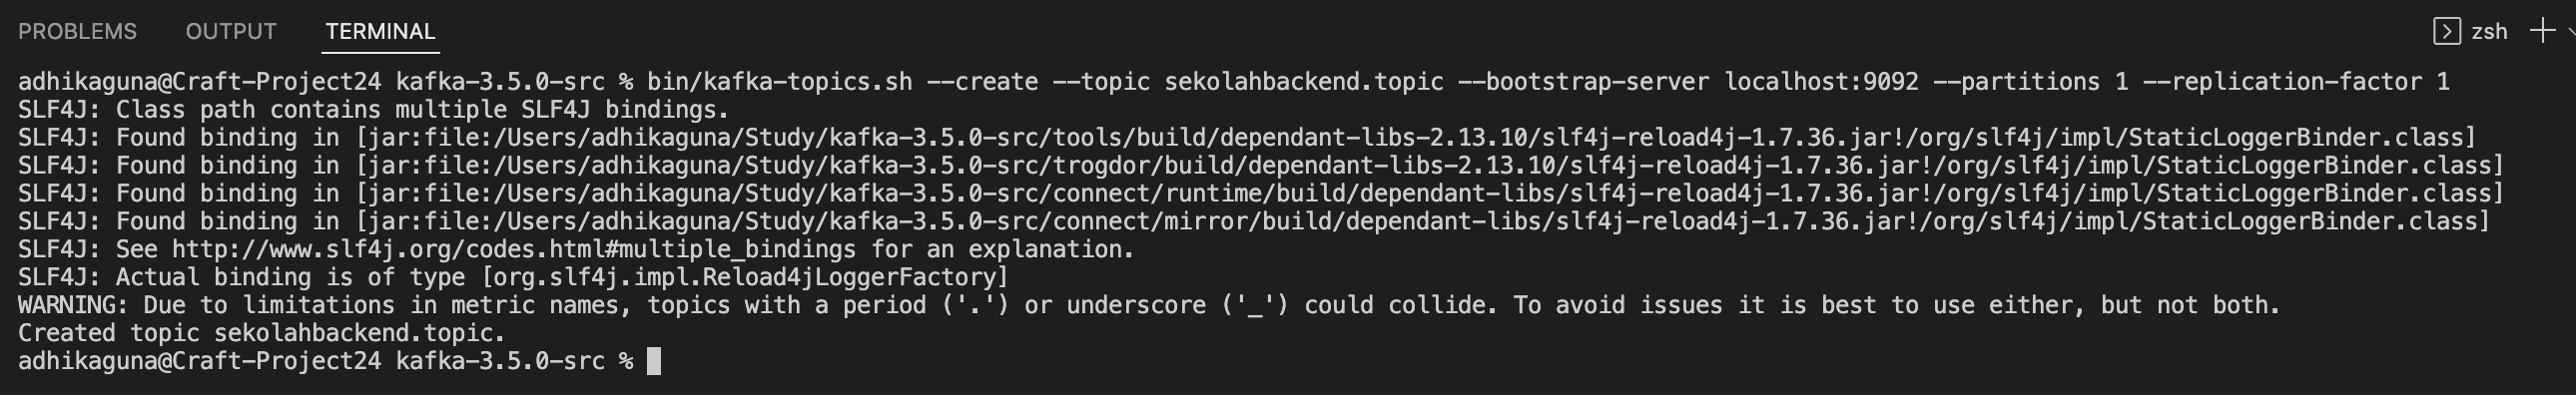 PROBLEMS OUTPUT TERMINAL zsh
adhikaguna@Craft-Project24 kafka-3.5.0-src % bin/kafka-topics.sh --create --topic sekolahbackend.topic --bootstrap-server localhost:9092 --partitions 1 --replication-factor 1
SLF4J: Class path contains multiple SLF4J bindings.
SLF4J: Found binding in [jar:file:/Users/adhikaguna/Study/kafka-3.5.0-src/tools/build/dependant-libs-2.13.10/slf4j-reload4j-1.7.36.jar!/org/slf4j/impl/StaticLoggerBinder.class]
SLF4J: Found binding in [jar:file:/Users/adhikaguna/Study/kafka-3.5.0-src/trogdor/build/dependant-libs-2.13.10/slf4j-reload4j-1.7.36.jar!/org/slf4j/impl/StaticLoggerBinder.class]
SLF4J: Found binding in [jar:file:/Users/adhikaguna/Study/kafka-3.5.0-src/connect/runtime/build/dependant-libs/slf4j-reload4j-1.7.36.jar!/org/slf4j/impl/StaticLoggerBinder.class]
SLF4J: Found binding in [jar:file:/Users/adhikaguna/Study/kafka-3.5.0-src/connect/mirror/build/dependant-libs/slf4j-reload4j-1.7.36.jar!/org/slf4j/impl/StaticLoggerBinder.class]
SLF4J: See http://www.slf4j.org/codes.html#multiple_bindings for an explanation.
SLF4J: Actual binding is of type [org.slf4j.impl.Reload4jLoggerFactory]
WARNING: Due to limitations in metric names, topics with a period ('.') or underscore ('_') could collide. To avoid issues it is best to use either, but not both.
Created topic sekolahbackend.topic.
adhikaguna@Craft-Project24 kafka-3.5.0-src %